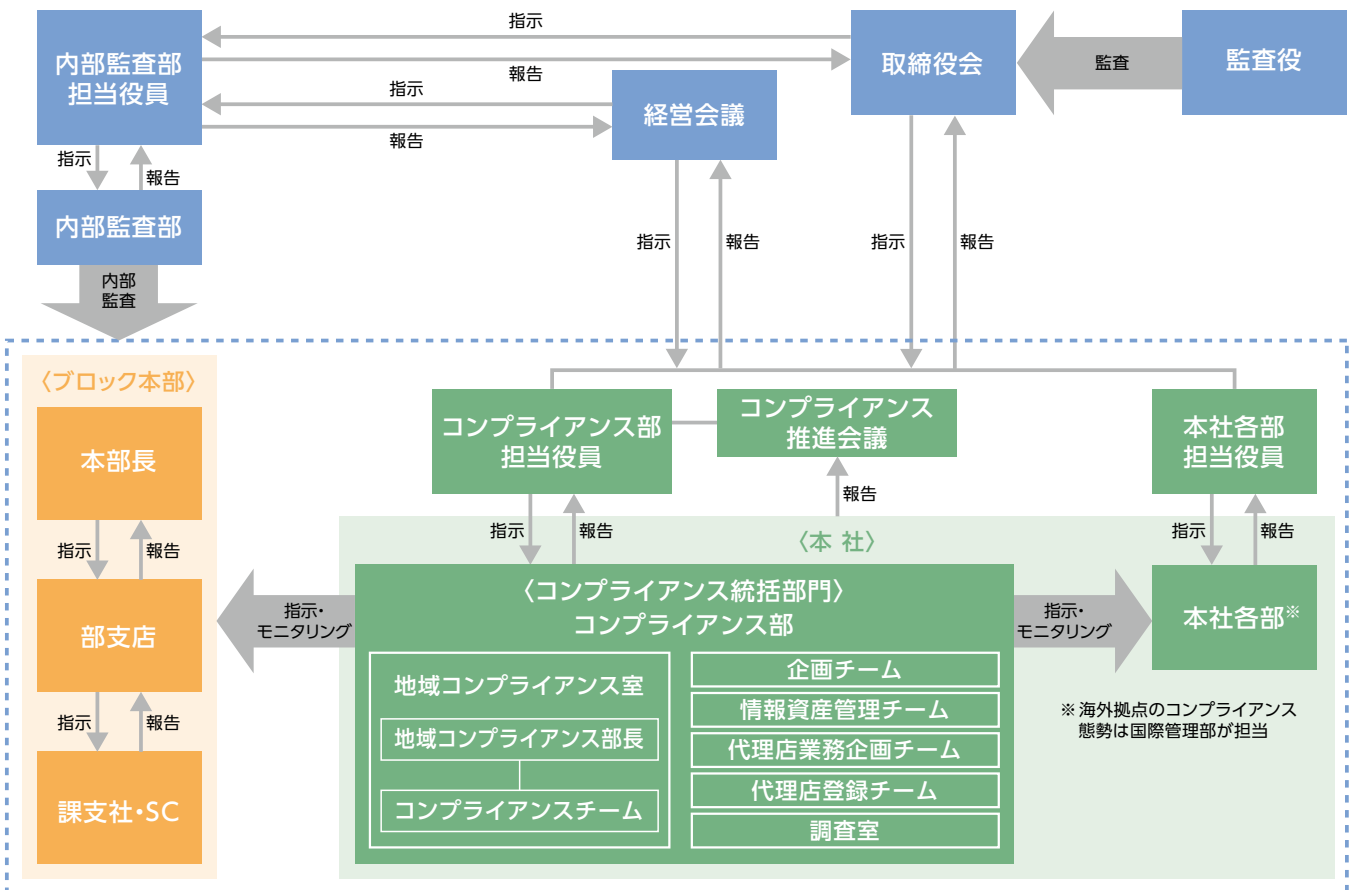 指示
内部監査部
担当役員
報告
取締役会
監査
監査役
指示
経営会議
報告
指示
報告
内部監査部
指示
報告
指示
報告
内部
監査
〈ブロック本部〉
本部長
指示
報告
部支店
指示
報告
課支社・SC
コンプライアンス部
担当役員
コンプライアンス
推進会議
本社各部
担当役員
報告
指示
報告
指示
報告
〈本 社〉
指示・
モニタリング
〈コンプライアンス統括部門〉
コンプライアンス部
指示・
モニタリング
本社各部※
地域コンプライアンス室
地域コンプライアンス部長
コンプライアンスチーム
企画チーム
情報資産管理チーム
代理店業務企画チーム
代理店登録チーム
調査室
※ 海外拠点のコンプライアンス
態勢は国際管理部が担当